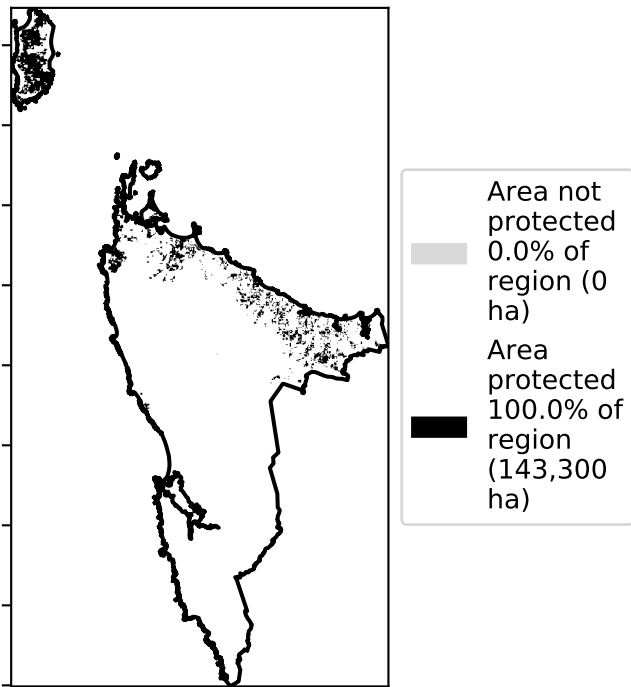 Area not
protected
0.0% of
region (0
ha)
Area
protected
100.0% of
region
(143,300
ha)